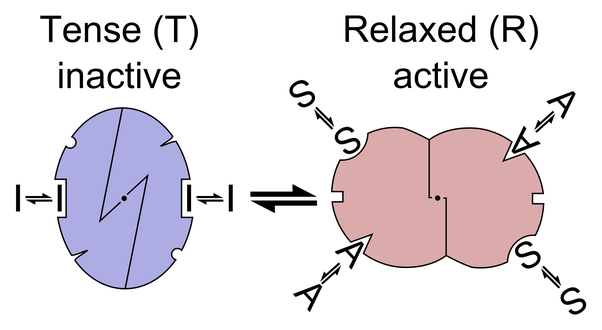 Tense (T)
inactive
Relaxed (R)
active
I⇌I
I⇌I
S⇌S
A⇌A
A⇌A
S⇌S